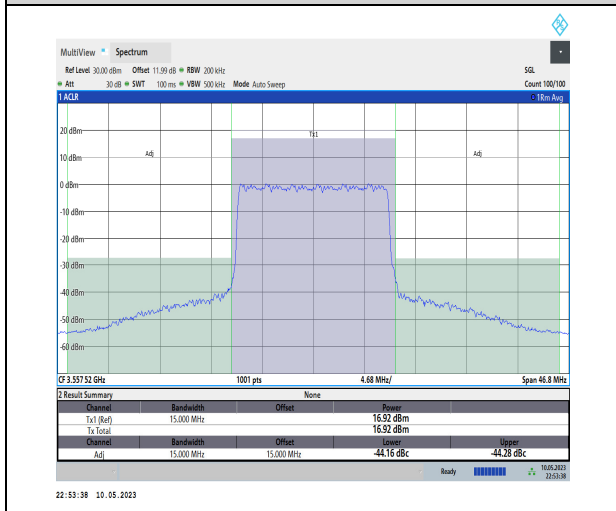 MultiView Spectrum
Ref Level 30.00 dBm Offset 11.99 dB RBW 200 kHz SGL
Att 30 dB SWT 100 ms VBW 500 kHz Mode Auto Sweep Count 100/100
1 ACLR 1Rm Avg
Tx1
20 dBm
Adj Adj
10 dBm
0 dBm
-10 dBm
-20 dBm
-30 dBm
-40 dBm
-50 dBm
-60 dBm
CF 3.557 52 GHz 1001 pts 4.68 MHz/ Span 46.8 MHz
2 Result Summary None
Channel Bandwidth Offset Power
Tx1 (Ref) 15.000 MHz 16.92 dBm
Tx Total 16.92 dBm
Channel Bandwidth Offset Lower Upper
Adj 15.000 MHz 15.000 MHz -44.16 dBc -44.28 dBc
Ready 10.05.2023
22:53:38
22:53:38 10.05.2023